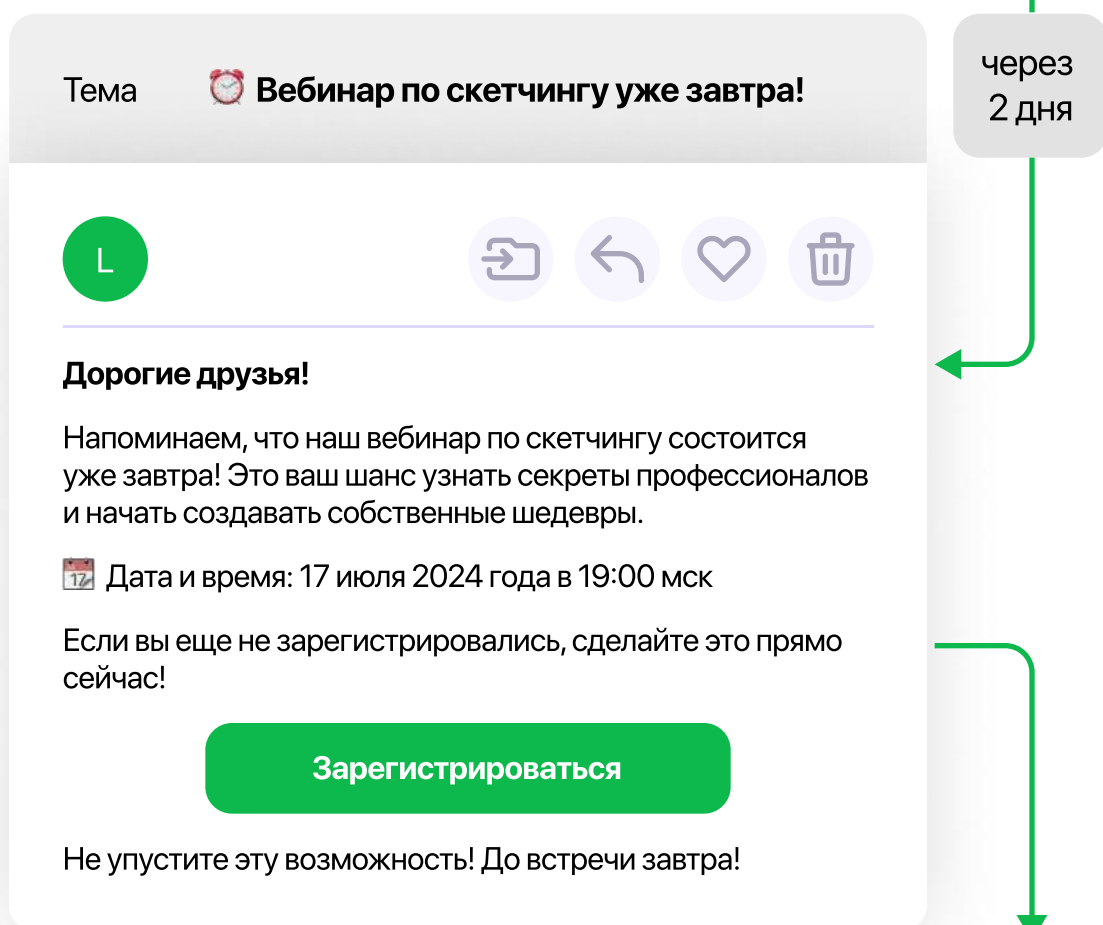 Тема ⏰ Вебинар по скетчингу уже завтра!
через
2 дня
L
Дорогие друзья!
Напоминаем, что наш вебинар по скетчингу состоится
уже завтра! Это ваш шанс узнать секреты профессионалов
и начать создавать собственные шедевры.
📅 Дата и время: 17 июля 2024 года в 19:00 мск
Если вы еще не зарегистрировались, сделайте это прямо
сейчас!
Зарегистрироваться
Не упустите эту возможность! До встречи завтра!